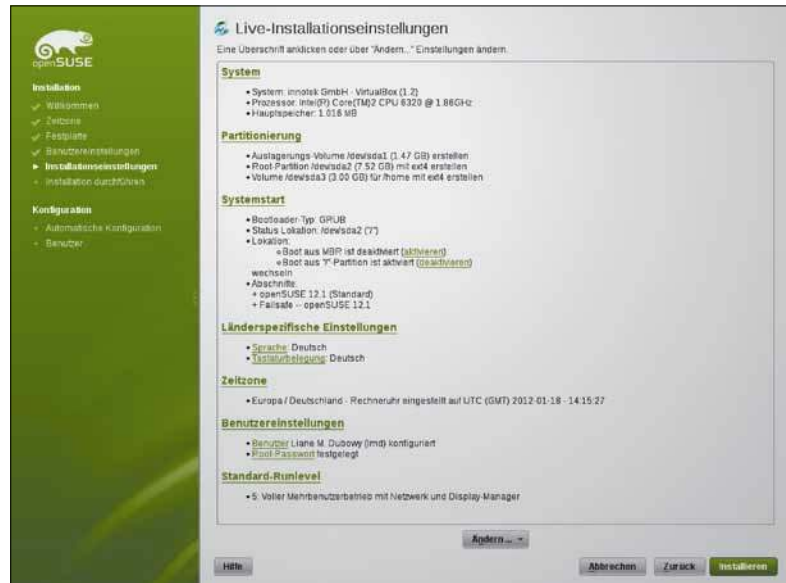 openSUSE
Installation
Willkommen
Zeitzone
Festplatte
Benutzereinstellungen
Installationseinstellungen
Installation durchführen
Konfiguration
Automatische Konfiguration
Benutzer
Live-Installationseinstellungen
Eine Überschrift anklicken oder über "Ändern..." Einstellungen ändern.
System
• System: innotek GmbH - VirtualBox (1.2)
• Prozessor: Intel(R) Core(TM)2 CPU 6320 @ 1.86GHz
• Hauptspeicher: 1.016 MB
Partitionierung
• Auslagerungs-Volume /dev/sda1 (1.47 GB) erstellen
• Root-Partition /dev/sda2 (7.52 GB) mit ext4 erstellen
• Volume /dev/sda3 (3.00 GB) für /home mit ext4 erstellen
Systemstart
• Bootloader-Typ: GRUB
• Status Lokation: /dev/sda2 ("/")
• Lokation:
Boot aus MBR ist deaktiviert (aktivieren)
Boot aus "/"-Partition ist aktiviert (deaktivieren)
wechseln
• Abschnitte:
+ openSUSE 12.1 (Standard)
+ Failsafe -- openSUSE 12.1
Länderspezifische Einstellungen
• Sprache: Deutsch
• Tastaturbelegung: Deutsch
Zeitzone
• Europa / Deutschland - Rechneruhr eingestellt auf UTC (GMT) 2012-01-18 - 14:15:27
Benutzereinstellungen
• Benutzer Liane M. Dubowy (lmd) konfiguriert
• Root-Passwort festgelegt
Standard-Runlevel
• 5: Voller Mehrbenutzerbetrieb mit Netzwerk und Display-Manager
Ändern...
Hilfe
Abbrechen
Zurück
Installieren